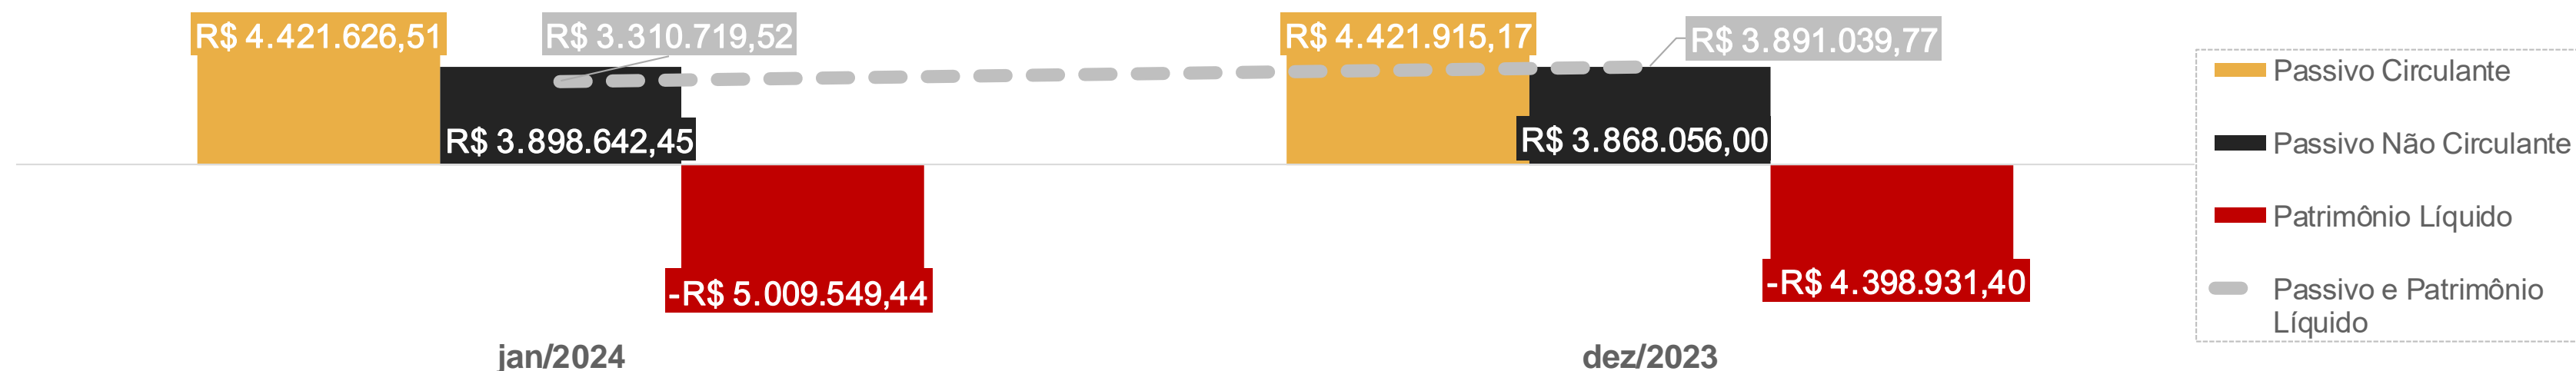 R$ 4.421.626,51
R$ 3.310.719,52
R$ 3.898.642,45
-R$ 5.009.549,44
jan/2024
R$ 4.421.915,17
R$ 3.891.039,77
R$ 3.868.056,00
-R$ 4.398.931,40
dez/2023
Passivo Circulante
Passivo Não Circulante
Patrimônio Líquido
Passivo e Patrimônio
Líquido